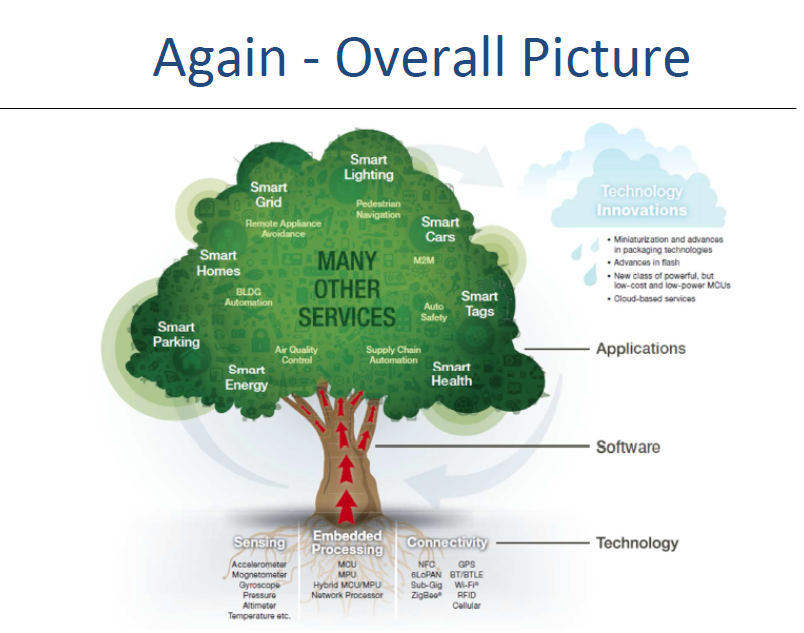 Again - Overall Picture
Smart
Lighting
Smart
Grid
Pedestrian
Navigation
Remote Appliance
Avoidance
Smart
Cars
Smart
Homes
M2M
MANY
OTHER
SERVICES
BLDG
Automation
Smart
Tags
Auto
Safety
Smart
Parking
Air Quality
Control
Supply Chain
Automation
Smart
Energy
Smart
Health
Technology
Innovations
• Miniaturization and advances
in packaging technologies
• Advances in flash
• New class of powerful, but
low-cost and low-power MCUs
• Cloud-based services
Applications
Software
Technology
Sensing
Accelerometer
Magnetometer
Gyroscope
Pressure
Altimeter
Temperature etc.
Embedded
Processing
MCU
MPU
Hybrid MCU/MPU
Network Processor
Connectivity
NFC
6LoPAN
Sub-Gig
ZigBee®
GPS
BT/BTLE
Wi-Fi®
RFID
Cellular